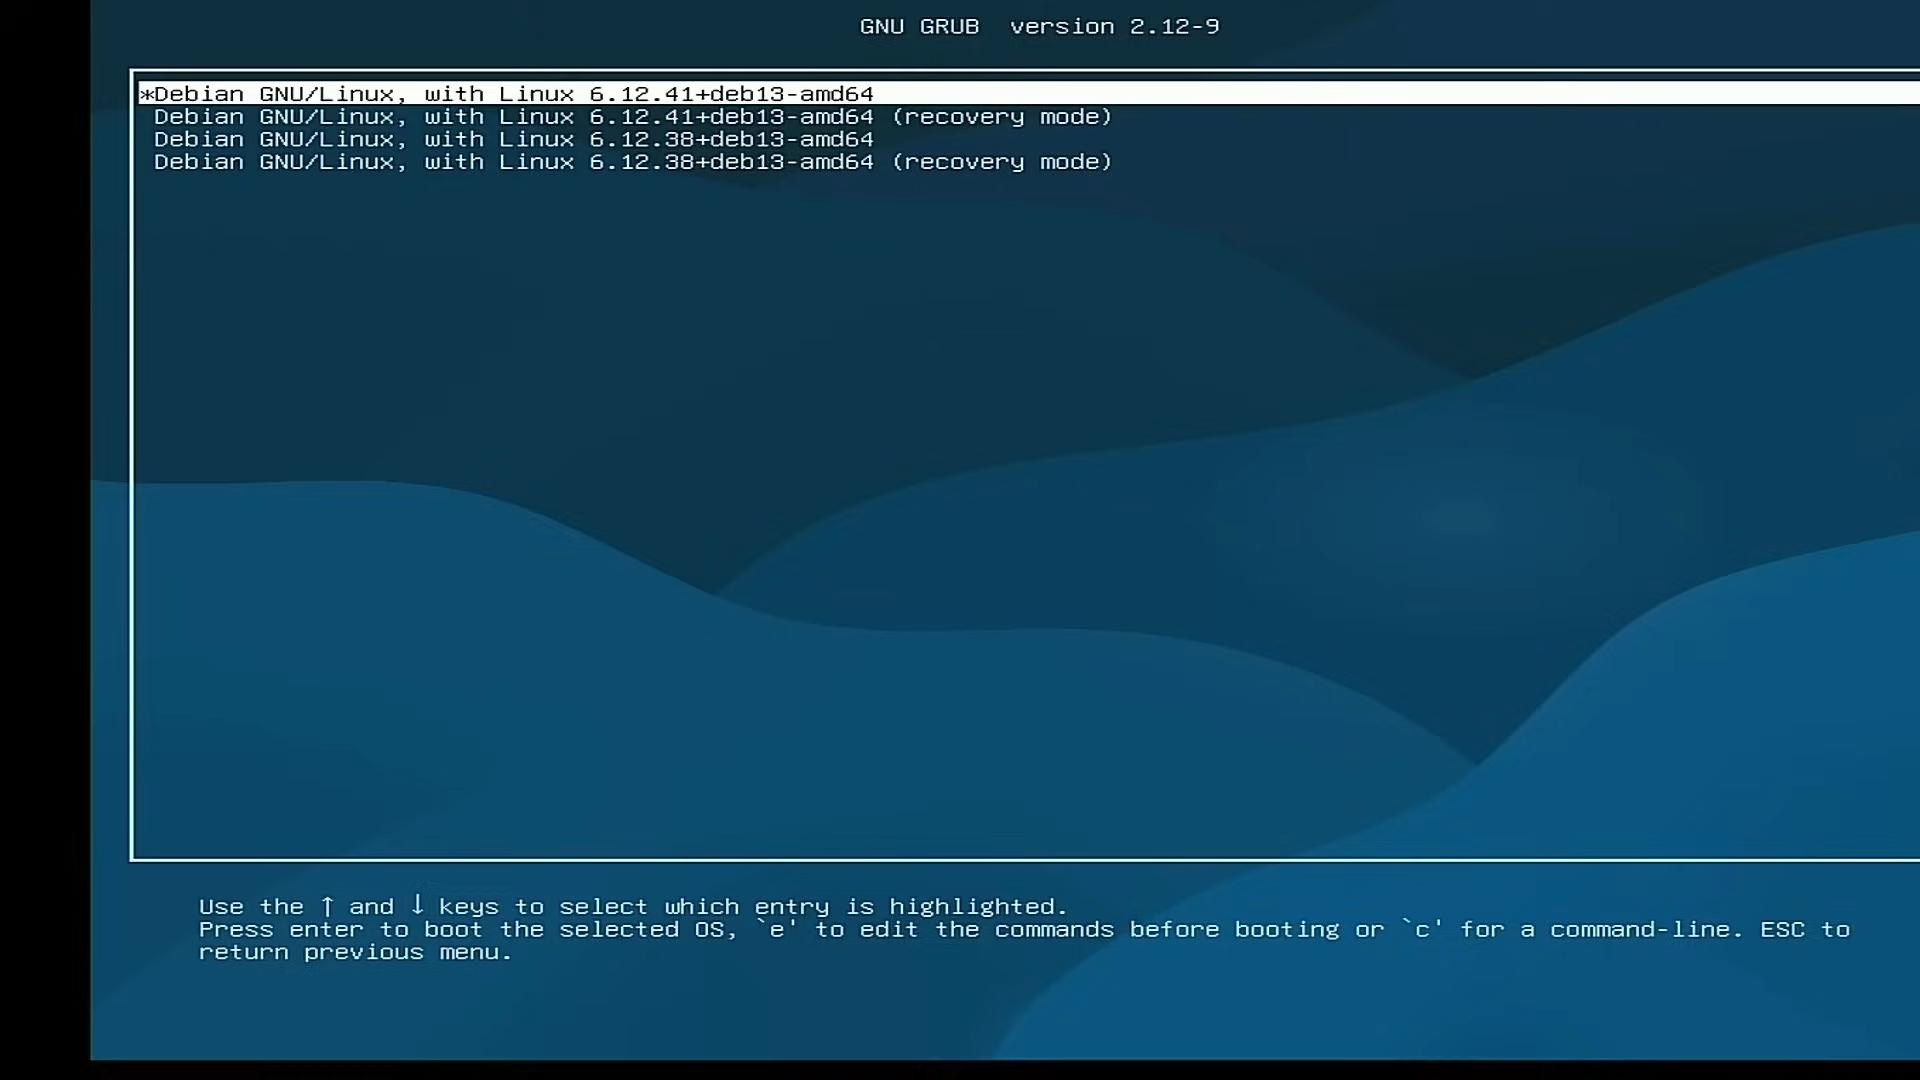 GNU GRUB  version 2.12-9
*Debian GNU/Linux, with Linux 6.12.41+deb13-amd64
Debian GNU/Linux, with Linux 6.12.41+deb13-amd64 (recovery mode)
Debian GNU/Linux, with Linux 6.12.38+deb13-amd64
Debian GNU/Linux, with Linux 6.12.38+deb13-amd64 (recovery mode)
Use the ↑ and ↓ keys to select which entry is highlighted.
Press enter to boot the selected OS, `e' to edit the commands before booting or `c' for a command-line. ESC to
return previous menu.